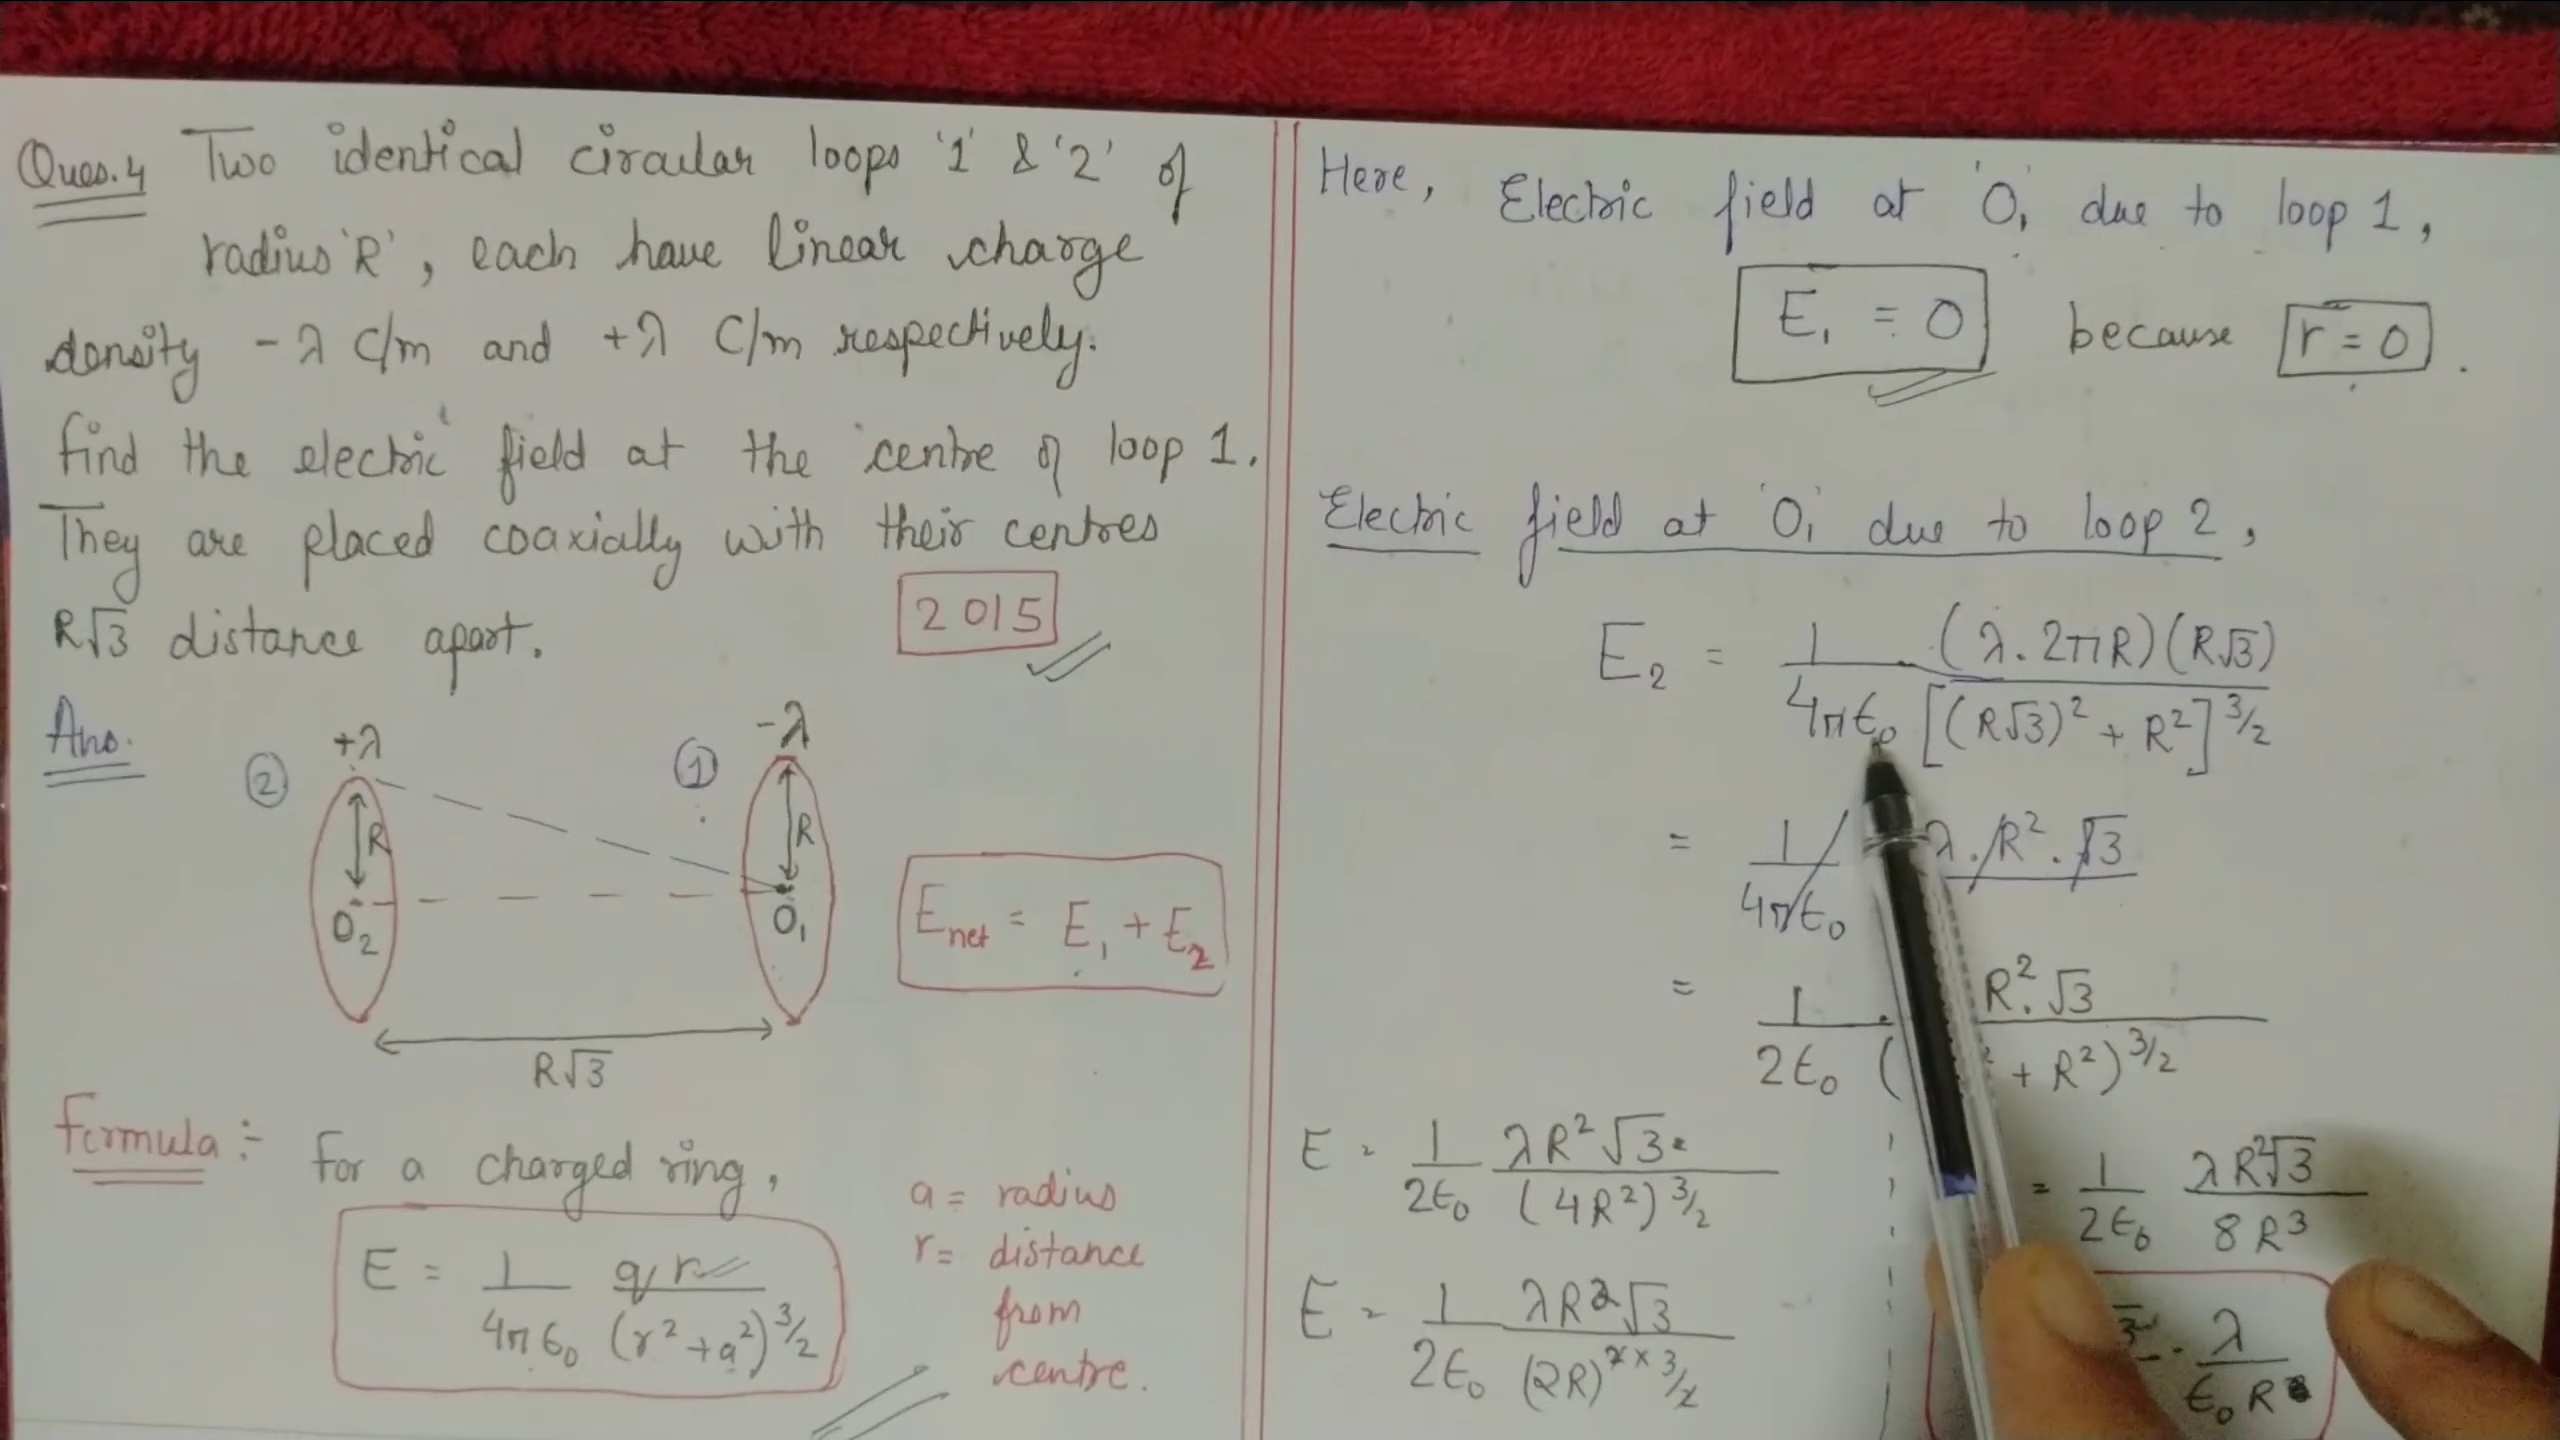 Ques.4 Two identical circular loops '1' & '2' of
radius 'R', each have linear charge
density -λ C/m and +λ C/m respectively.
find the electric field at the centre of loop 1.
They are placed coaxially with their centres
R√3 distance apart.
2015
Ans.
+λ
-λ
②
①
R
R
O₂
O₁
R√3
E_net = E₁ + E₂
Formula :- for a charged ring,
E = 1/4πε₀ qr/(r² + a²)^3/2
a = radius
r = distance
from
centre.
Here, Electric field at 'O₁' due to loop 1,
E₁ = 0 because r = 0.
Electric field at 'O₁' due to loop 2,
E₂ = 1/4πε₀ (λ.2πR)(R√3)/[(R√3)² + R²]^3/2
= 1/4πε₀ λ.R².√3
= 1/2ε₀ R².√3/( + R²)^3/2
E = 1/2ε₀ λR²√3/(4R²)^3/2
E = 1/2ε₀ λR²√3/(2R)^2×3/2
= 1/2ε₀ λR²√3/8R³
λ/ε₀R